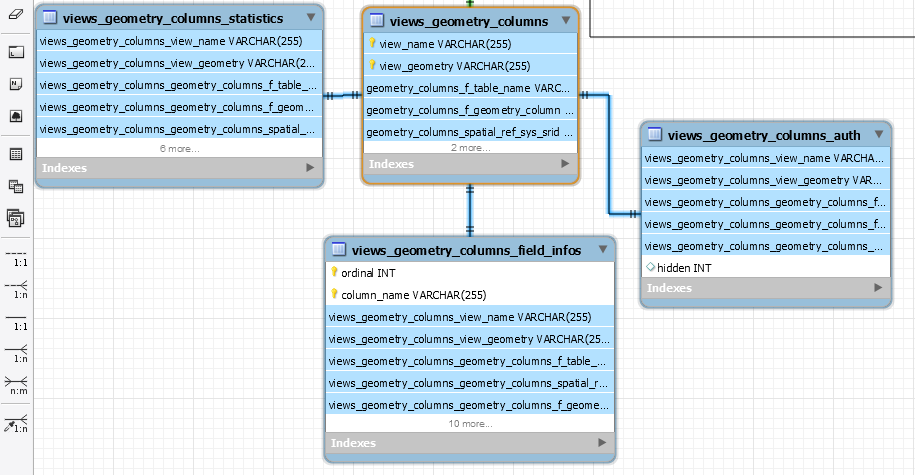 views_geometry_columns_statistics
views_geometry_columns_view_name VARCHAR(255)
views_geometry_columns_view_geometry VARCHAR(2...
views_geometry_columns_geometry_columns_f_table_...
views_geometry_columns_geometry_columns_f_geom...
views_geometry_columns_geometry_columns_spatial_...
6 more...
Indexes
views_geometry_columns
view_name VARCHAR(255)
view_geometry VARCHAR(255)
geometry_columns_f_table_name VARC...
geometry_columns_f_geometry_column ...
geometry_columns_spatial_ref_sys_srid ...
2 more...
Indexes
views_geometry_columns_auth
views_geometry_columns_view_name VARCHA...
views_geometry_columns_view_geometry VAR...
views_geometry_columns_geometry_columns_f...
views_geometry_columns_geometry_columns_f...
views_geometry_columns_geometry_columns_...
hidden INT
Indexes
views_geometry_columns_field_infos
ordinal INT
column_name VARCHAR(255)
views_geometry_columns_view_name VARCHAR(255)
views_geometry_columns_view_geometry VARCHAR(25...
views_geometry_columns_geometry_columns_f_table_...
views_geometry_columns_geometry_columns_spatial_r...
views_geometry_columns_geometry_columns_f_geome...
10 more...
Indexes
1:1
1:n
1:1
1:n
n:m
1:n